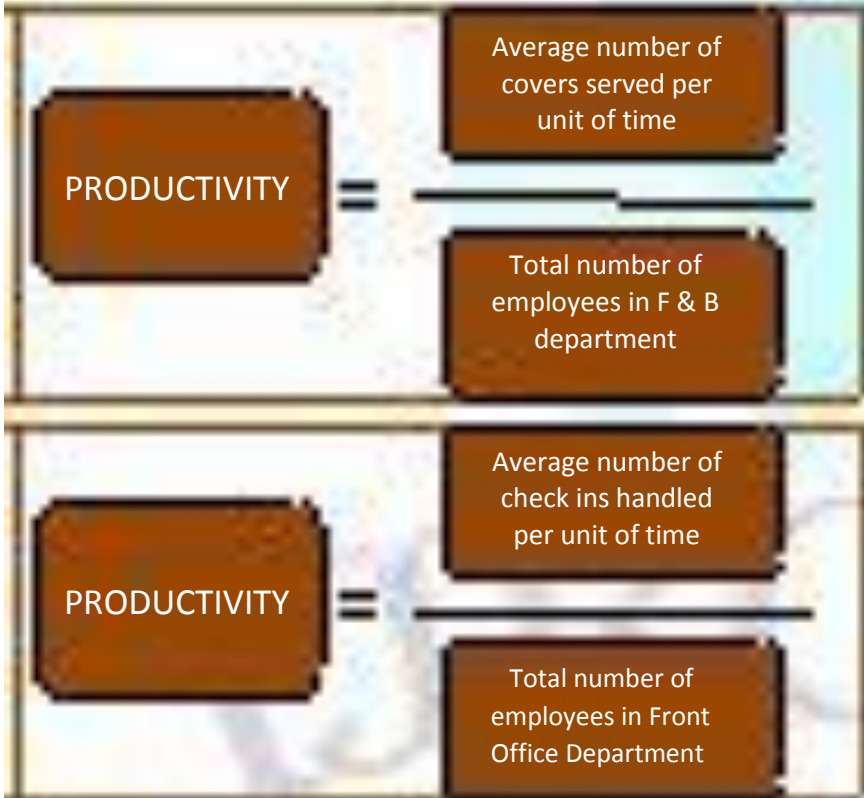 Average number of
covers served per
unit of time
PRODUCTIVITY =
Total number of
employees in F & B
department
Average number of
check ins handled
per unit of time
PRODUCTIVITY =
Total number of
employees in Front
Office Department